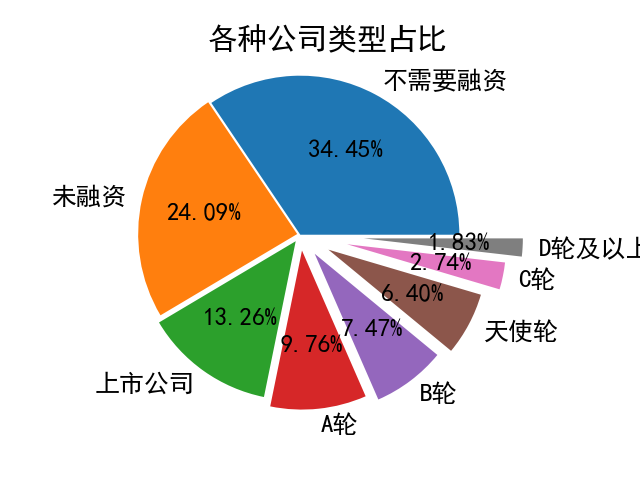 各种公司类型占比
不需要融资
34.45%
未融资
24.09%
上市公司
13.26%
A轮
9.76%
B轮
7.47%
天使轮
6.40%
C轮
2.74%
D轮及以上
1.83%